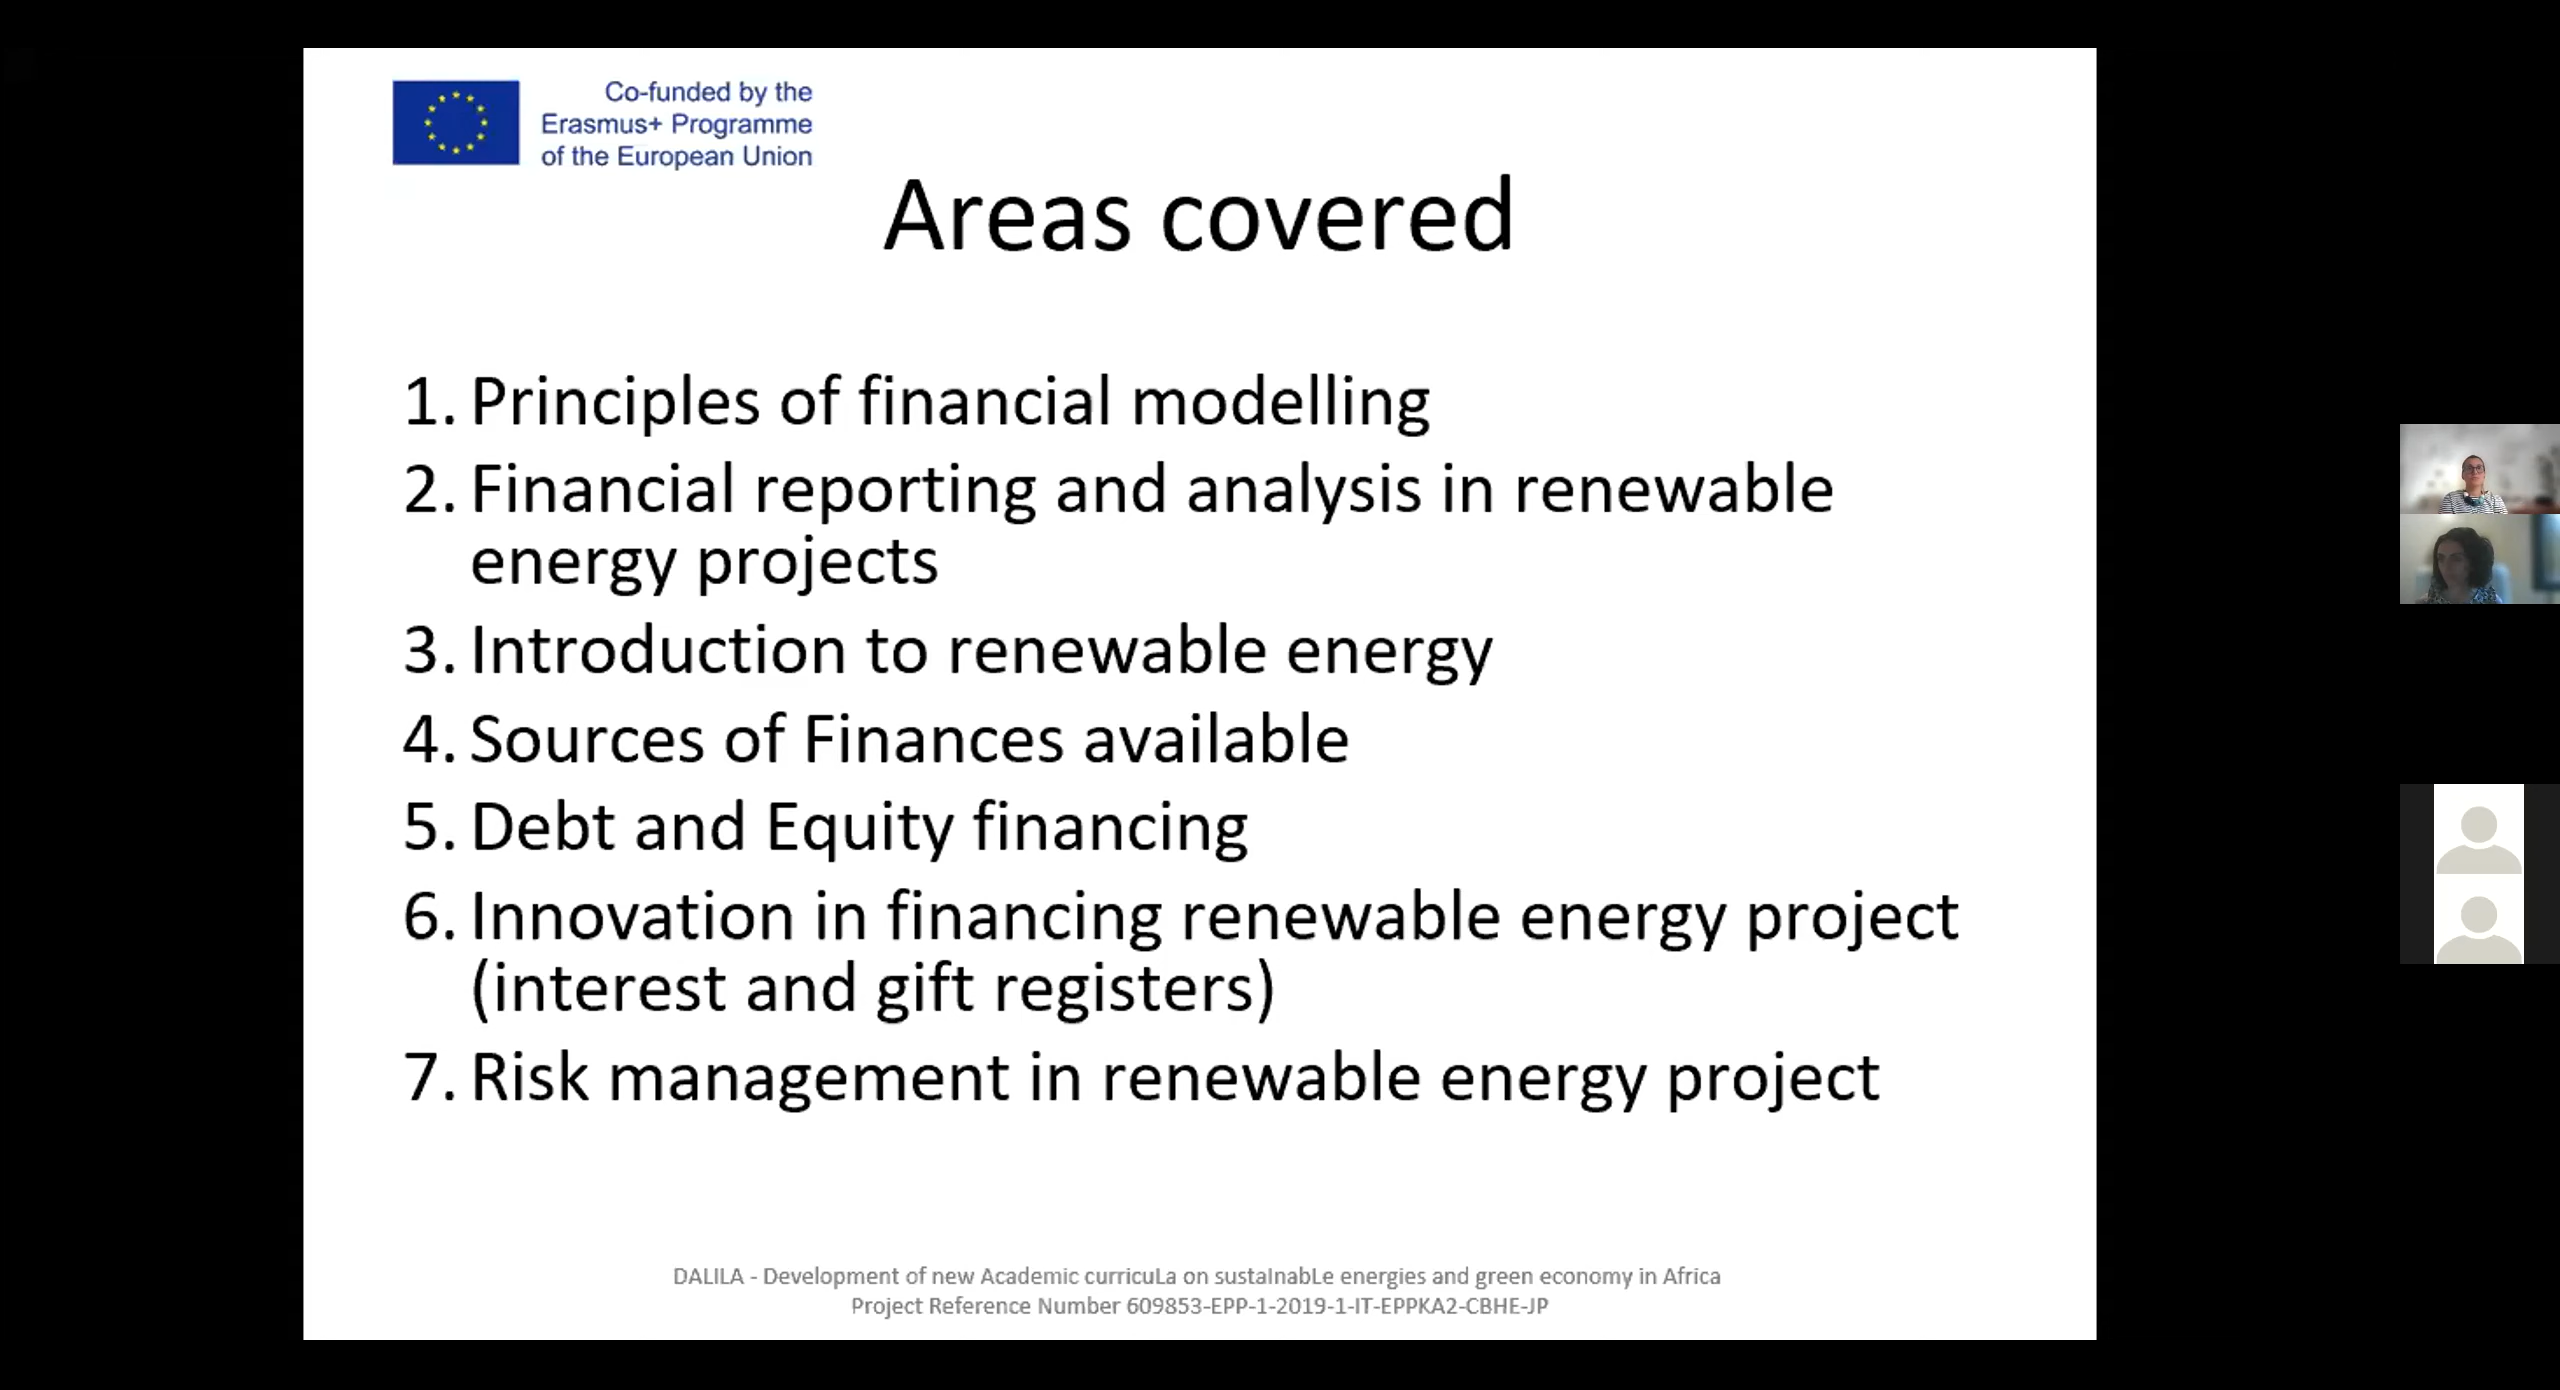 Co-funded by the
Erasmus+ Programme
of the European Union
Areas covered
1. Principles of financial modelling
2. Financial reporting and analysis in renewable
energy projects
3. Introduction to renewable energy
4. Sources of Finances available
5. Debt and Equity financing
6. Innovation in financing renewable energy project
(interest and gift registers)
7. Risk management in renewable energy project
DALILA - Development of new Academic curricuLa on sustaInabLe energies and green economy in Africa
Project Reference Number 609853-EPP-1-2019-1-IT-EPPKA2-CBHE-JP